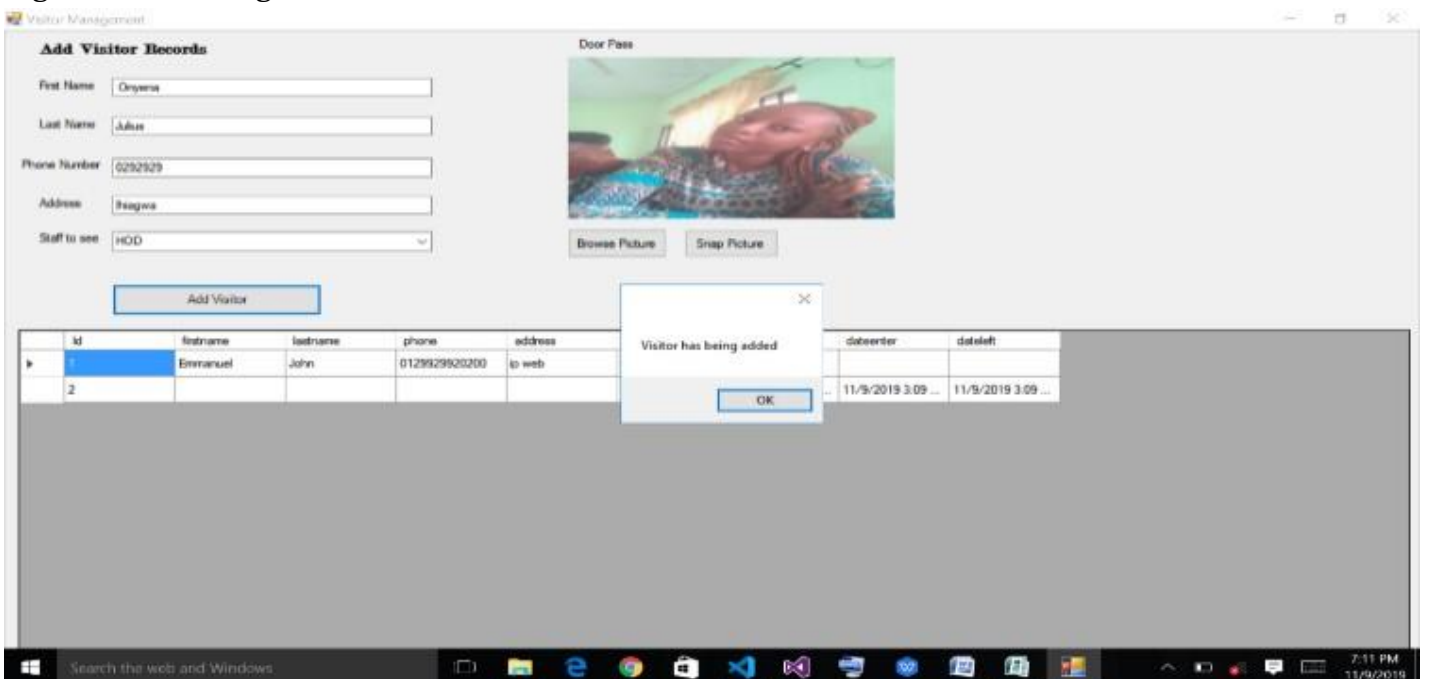 Visitor Management
Add Visitor Records
Door Pass
First Name Onyema
Last Name Julius
Phone Number 0292929
Address Ihiagwa
Staff to see HOD
Browse Picture Snap Picture
Add Visitor
Visitor has being added
OK
Id firstname lastname phone address dateenter dateleft
1 Emmanuel John 0129929920200 ip web
2 ... 11/9/2019 3:09 ... 11/9/2019 3:09 ...
Search the web and Windows
7:11 PM
11/9/2019